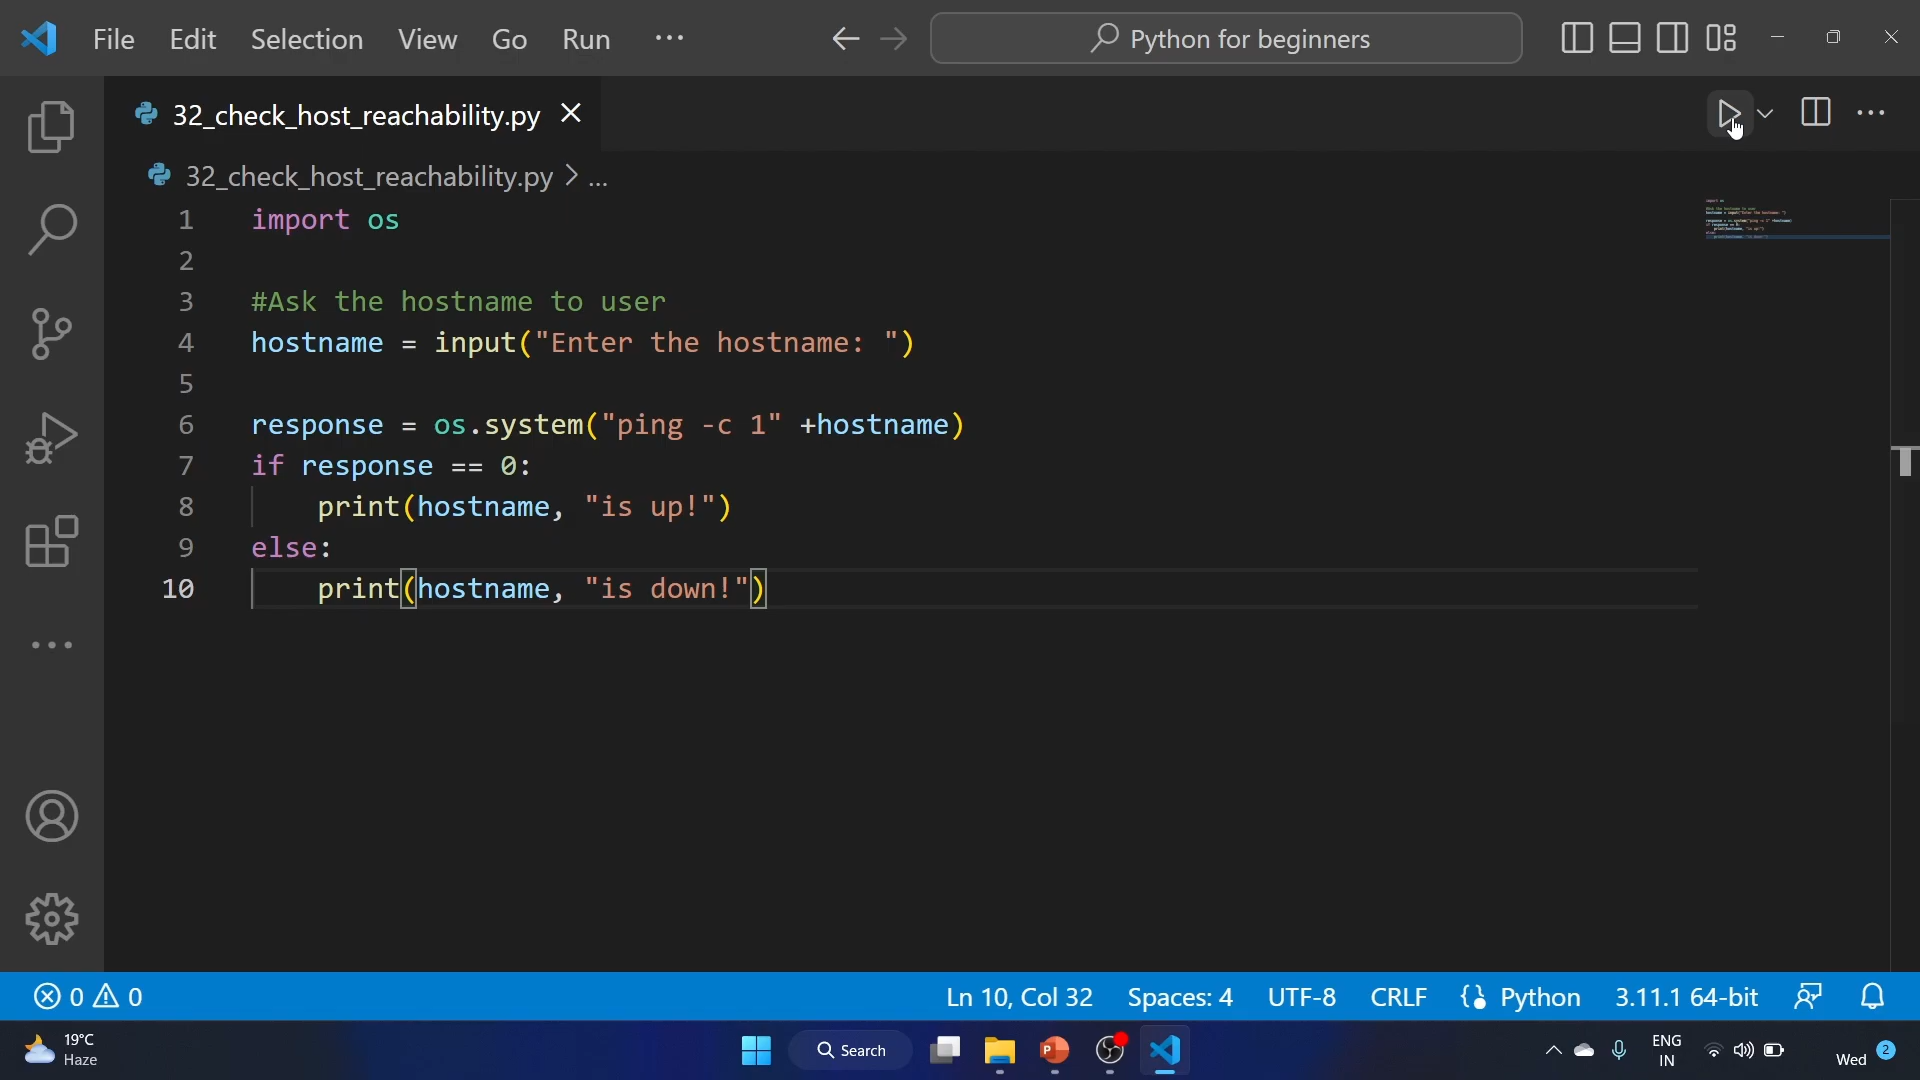 File Edit Selection View Go Run ...
Python for beginners
32_check_host_reachability.py
32_check_host_reachability.py > ...
1 import os
2
3 #Ask the hostname to user
4 hostname = input("Enter the hostname: ")
5
6 response = os.system("ping -c 1" +hostname)
7 if response == 0:
8     print(hostname, "is up!")
9 else:
10     print(hostname, "is down!")
0 0 Ln 10, Col 32 Spaces: 4 UTF-8 CRLF Python 3.11.1 64-bit
19°C
Haze
Search
ENG
IN
Wed 2